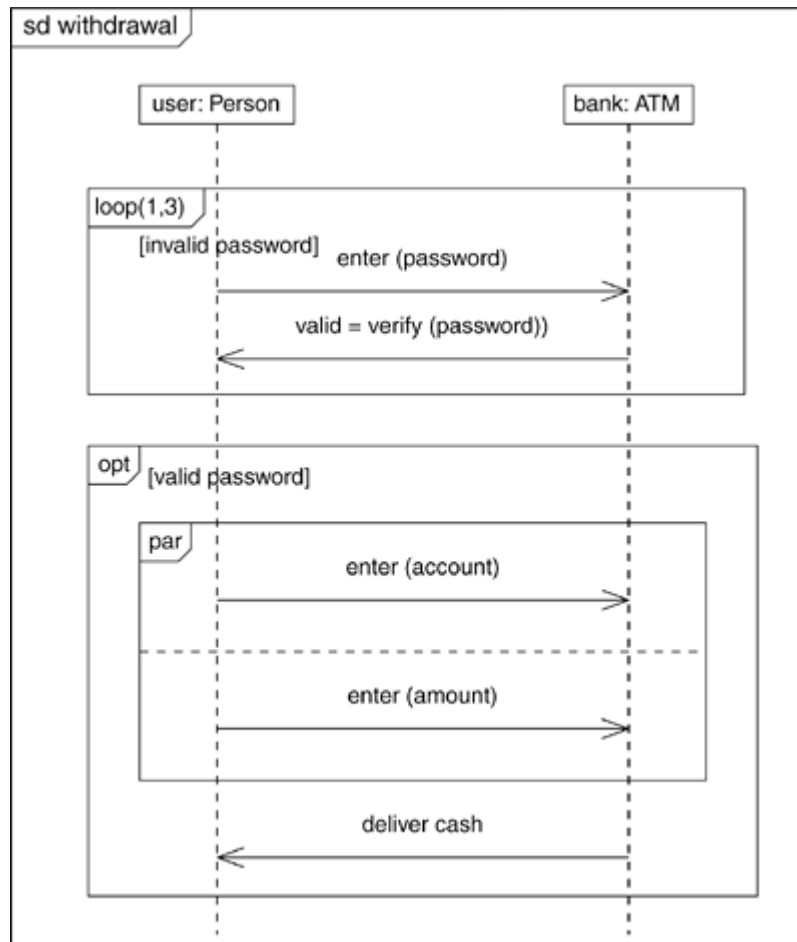 sd withdrawal
user: Person
bank: ATM
loop(1,3)
[invalid password]
enter (password)
valid = verify (password))
opt
[valid password]
par
enter (account)
enter (amount)
deliver cash